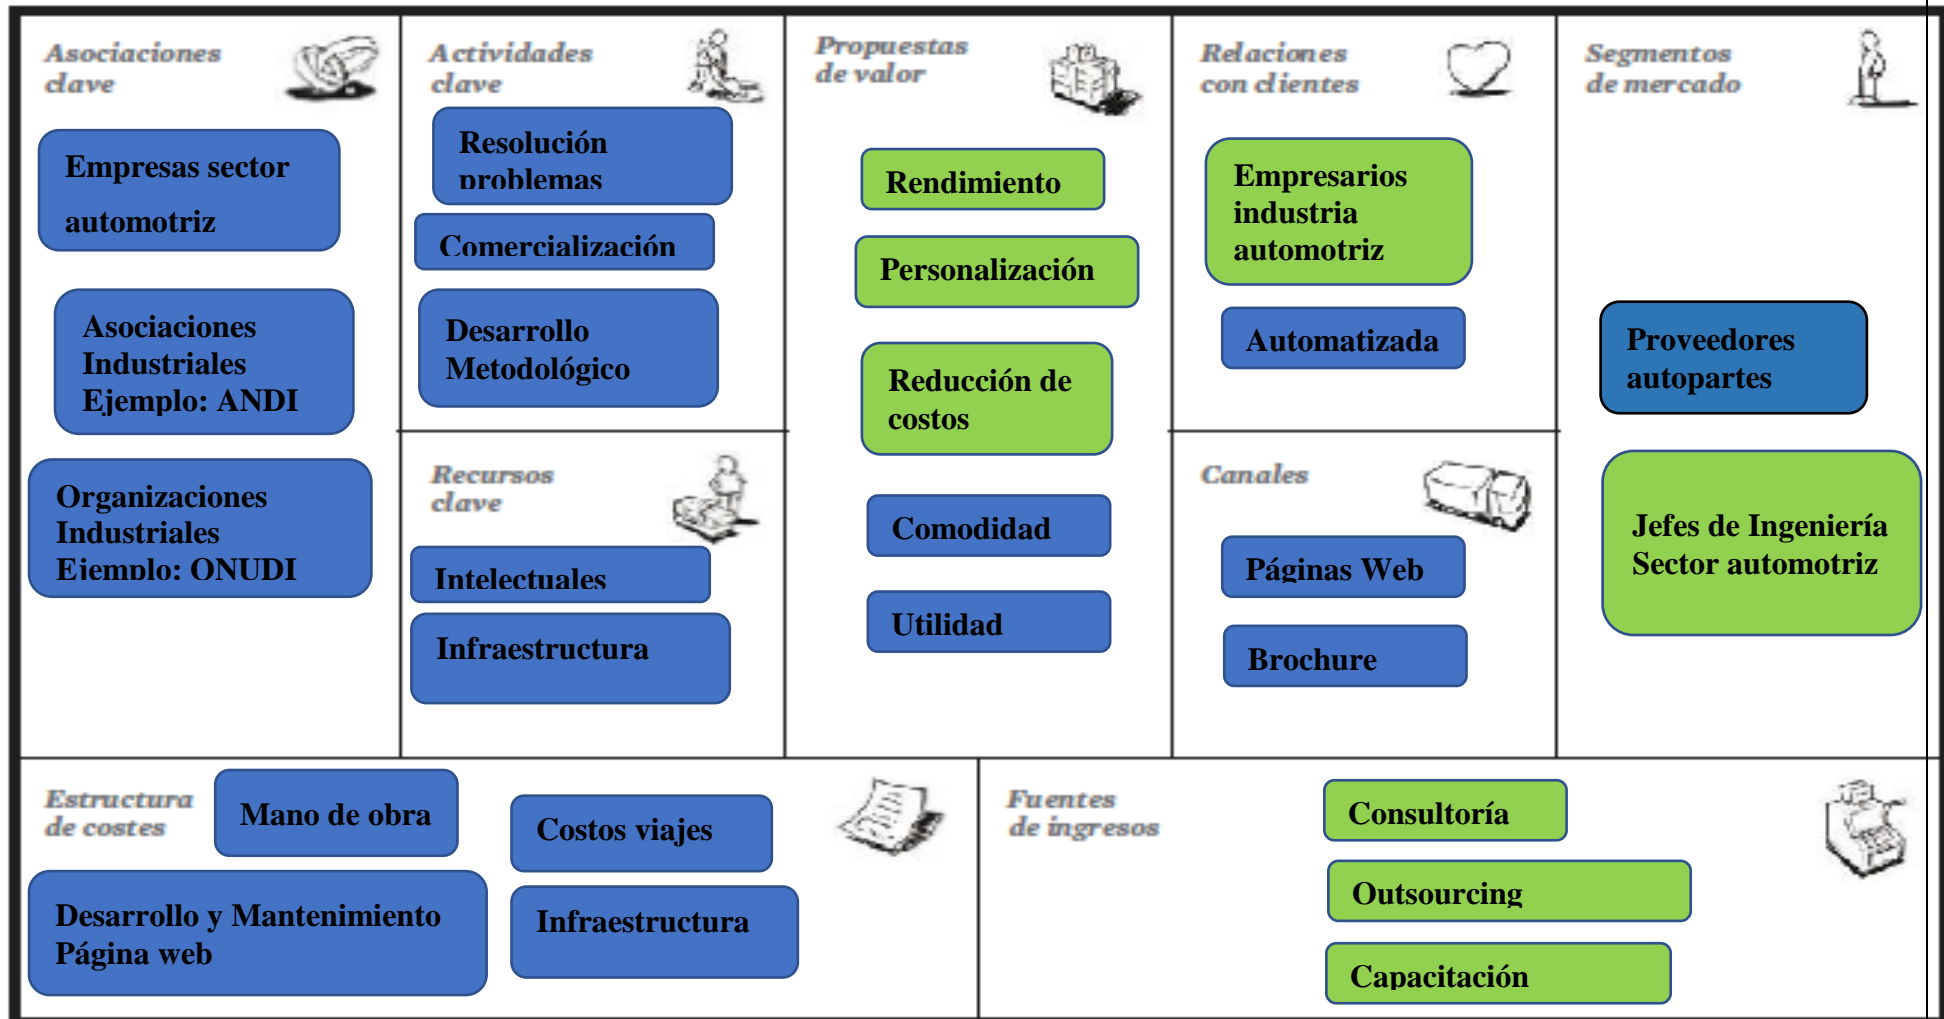 Asociaciones
clave
Empresas sector
automotriz
Asociaciones
Industriales
Ejemplo: ANDI
Organizaciones
Industriales
Ejemplo: ONUDI
Actividades
clave
Resolución
problemas
Comercialización
Desarrollo
Metodológico
Recursos
clave
Intelectuales
Infraestructura
Propuestas
de valor
Rendimiento
Personalización
Reducción de
costos
Comodidad
Utilidad
Relaciones
con clientes
Empresarios
industria
automotriz
Automatizada
Canales
Páginas Web
Brochure
Segmentos
de mercado
Proveedores
autopartes
Jefes de Ingeniería
Sector automotriz
Estructura
de costes
Mano de obra
Costos viajes
Desarrollo y Mantenimiento
Página web
Infraestructura
Fuentes
de ingresos
Consultoría
Outsourcing
Capacitación